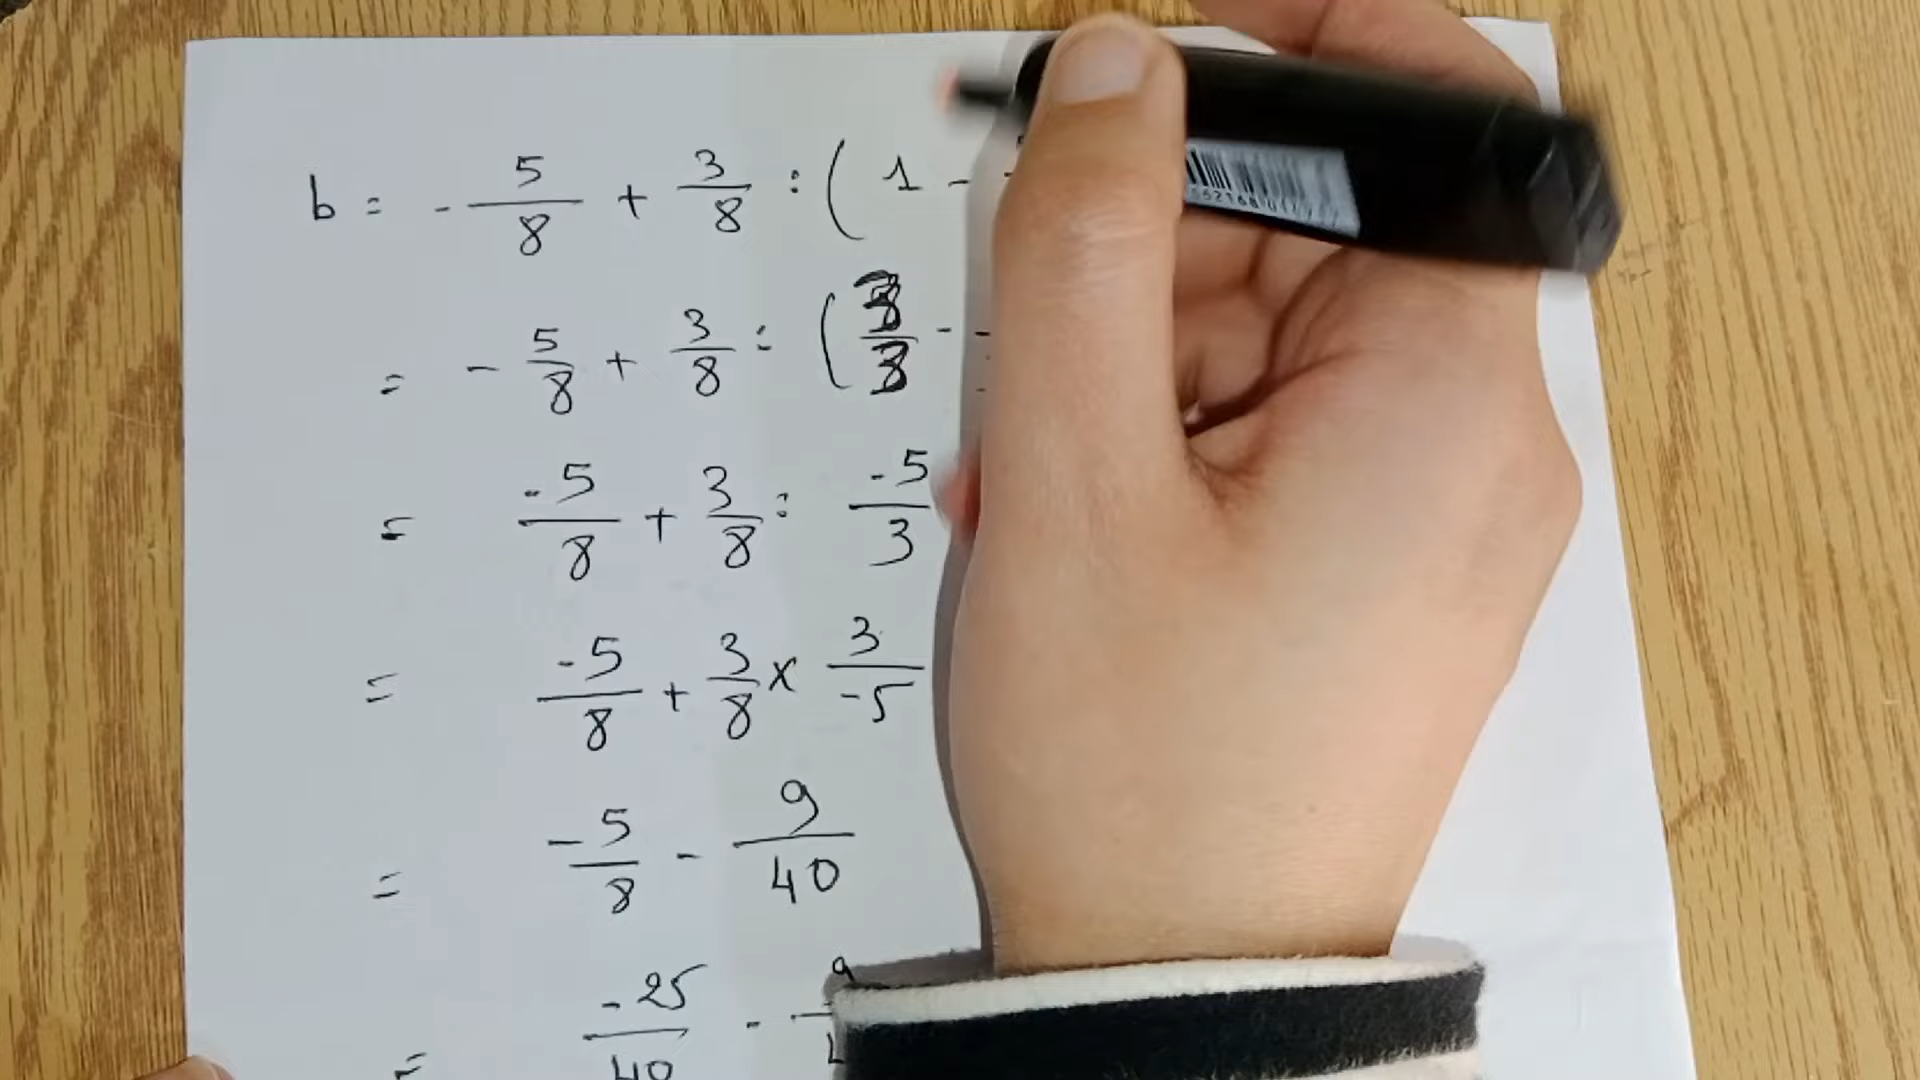 b = - 5/8 + 3/8 : ( 1 -
= - 5/8 + 3/8 : ( 3/3 -
= -5/8 + 3/8 : -5/3
= -5/8 + 3/8 x 3/-5
= -5/8 - 9/40
= -25/40 - 9/